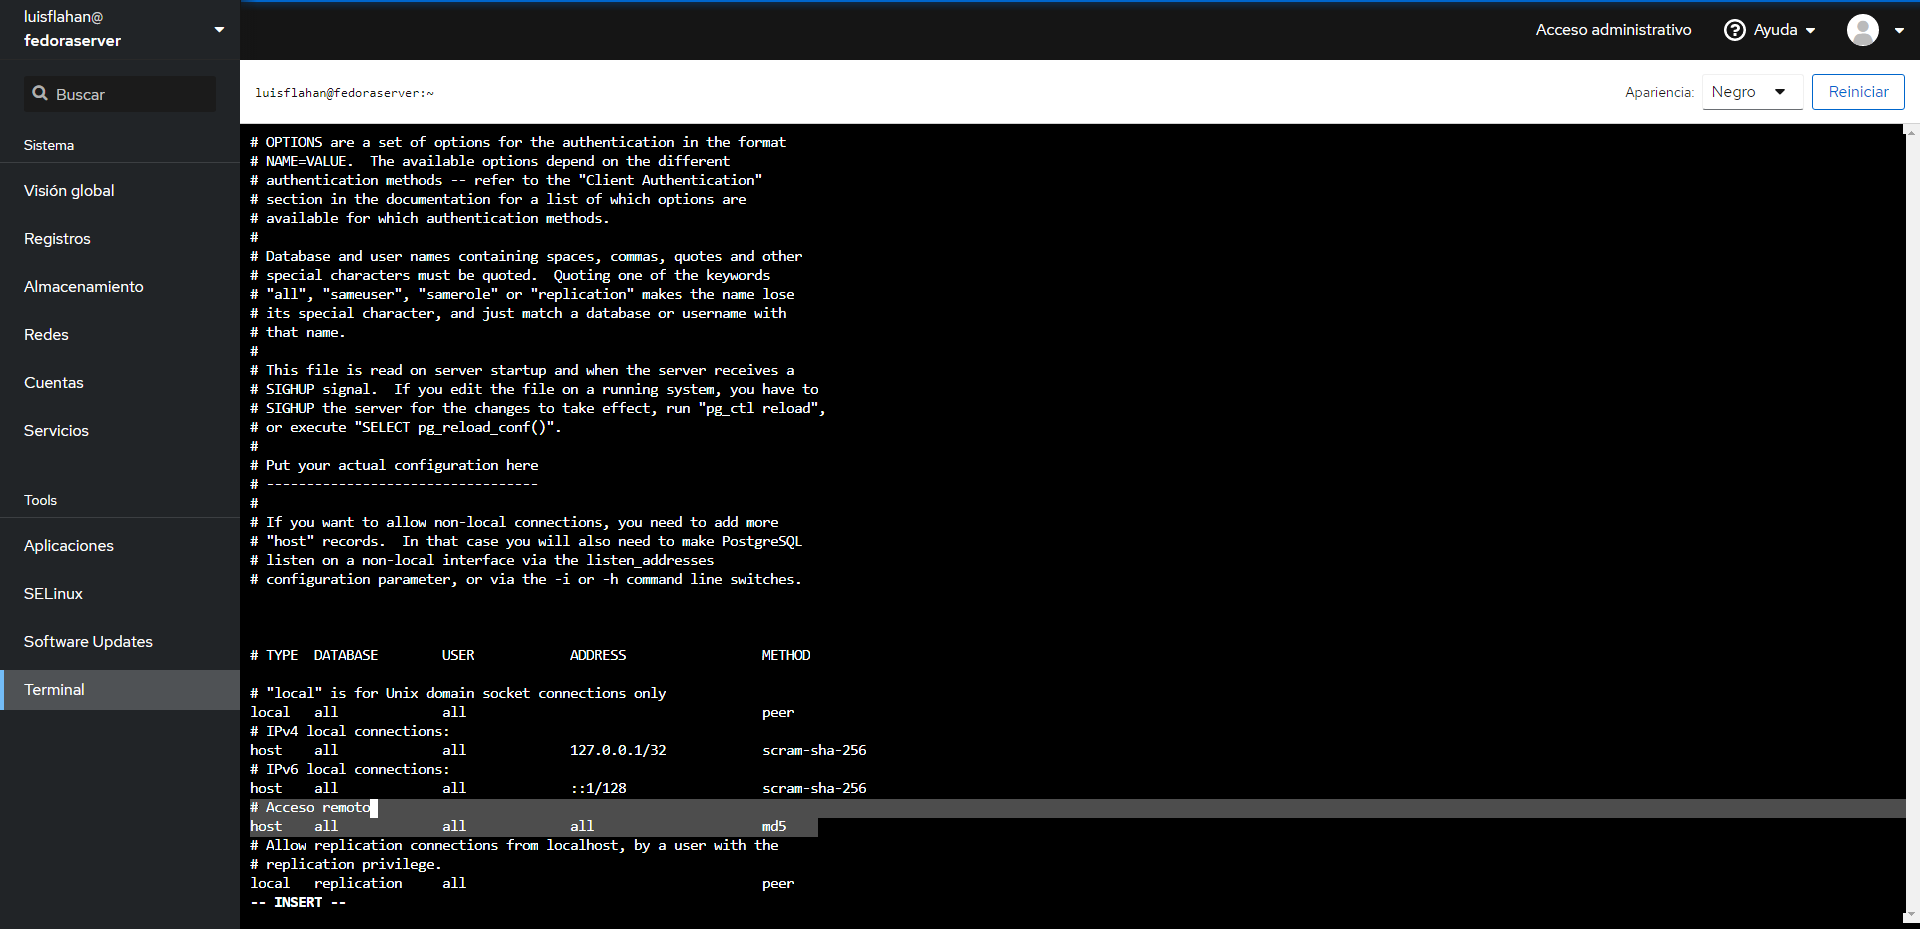 luisflahan@
fedoraserver
Acceso administrativo
Ayuda
Buscar
luisflahan@fedoraserver:~
Apariencia:
Negro
Reiniciar
Sistema
Visión global
Registros
Almacenamiento
Redes
Cuentas
Servicios
Tools
Aplicaciones
SELinux
Software Updates
Terminal
# OPTIONS are a set of options for the authentication in the format
# NAME=VALUE.  The available options depend on the different
# authentication methods -- refer to the "Client Authentication"
# section in the documentation for a list of which options are
# available for which authentication methods.
#
# Database and user names containing spaces, commas, quotes and other
# special characters must be quoted.  Quoting one of the keywords
# "all", "sameuser", "samerole" or "replication" makes the name lose
# its special character, and just match a database or username with
# that name.
#
# This file is read on server startup and when the server receives a
# SIGHUP signal.  If you edit the file on a running system, you have to
# SIGHUP the server for the changes to take effect, run "pg_ctl reload",
# or execute "SELECT pg_reload_conf()".
#
# Put your actual configuration here
# ----------------------------------
#
# If you want to allow non-local connections, you need to add more
# "host" records.  In that case you will also need to make PostgreSQL
# listen on a non-local interface via the listen_addresses
# configuration parameter, or via the -i or -h command line switches.
# TYPE  DATABASE        USER            ADDRESS                 METHOD
# "local" is for Unix domain socket connections only
local   all             all                                     peer
# IPv4 local connections:
host    all             all             127.0.0.1/32            scram-sha-256
# IPv6 local connections:
host    all             all             ::1/128                 scram-sha-256
# Acceso remoto
host    all             all             all                     md5
# Allow replication connections from localhost, by a user with the
# replication privilege.
local   replication     all                                     peer
-- INSERT --